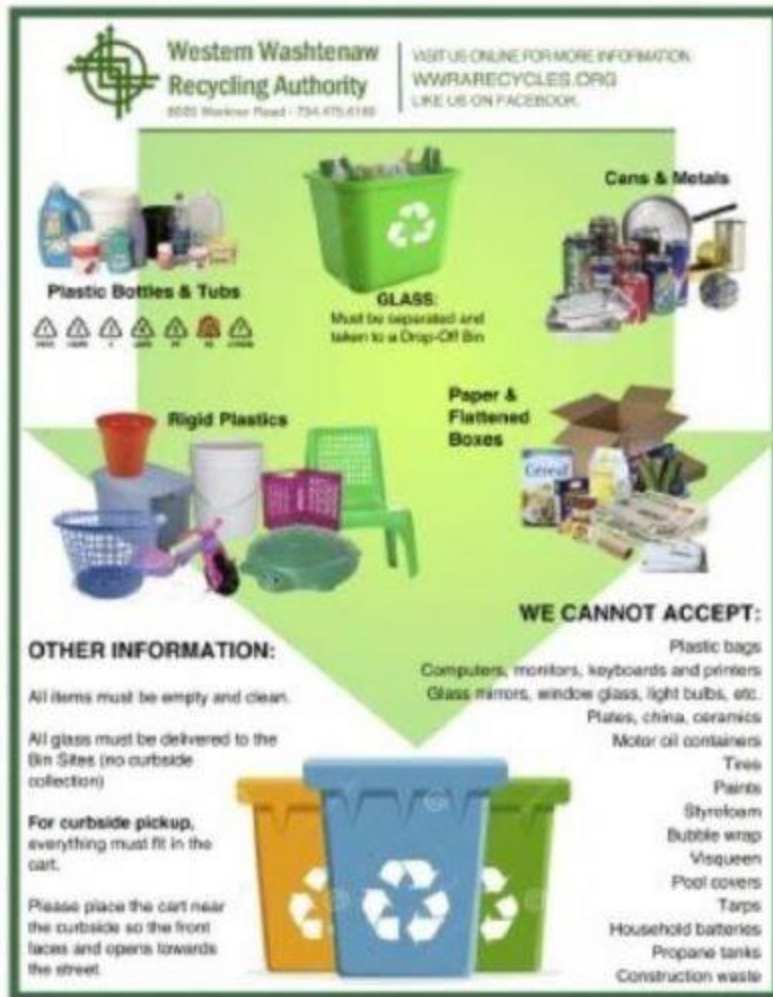 Western Washtenaw
Recycling Authority
Road - 734.475.6160
VISIT US ONLINE FOR MORE INFORMATION
WWRARECYCLES.ORG
LIKE US ON FACEBOOK
Plastic Bottles & Tubs
GLASS:
Must be separated and
taken to a Drop-Off Bin
Cans & Metals
Rigid Plastics
Paper &
Flattened
Boxes
Cereal
OTHER INFORMATION:
All items must be empty and clean.
All glass must be delivered to the
Bin Sites (no curbside
collection)
For curbside pickup,
everything must fit in the
cart.
Please place the cart near
the curbside so the front
faces and opens towards
the street
WE CANNOT ACCEPT:
Plastic bags
Computers, monitors, keyboards and printers
Glass mirrors, window glass, light bulbs, etc.
Plates, china, ceramics
Motor oil containers
Tires
Paints
Styrofoam
Bubble wrap
Visqueen
Pool covers
Tarps
Household batteries
Propane tanks
Construction waste